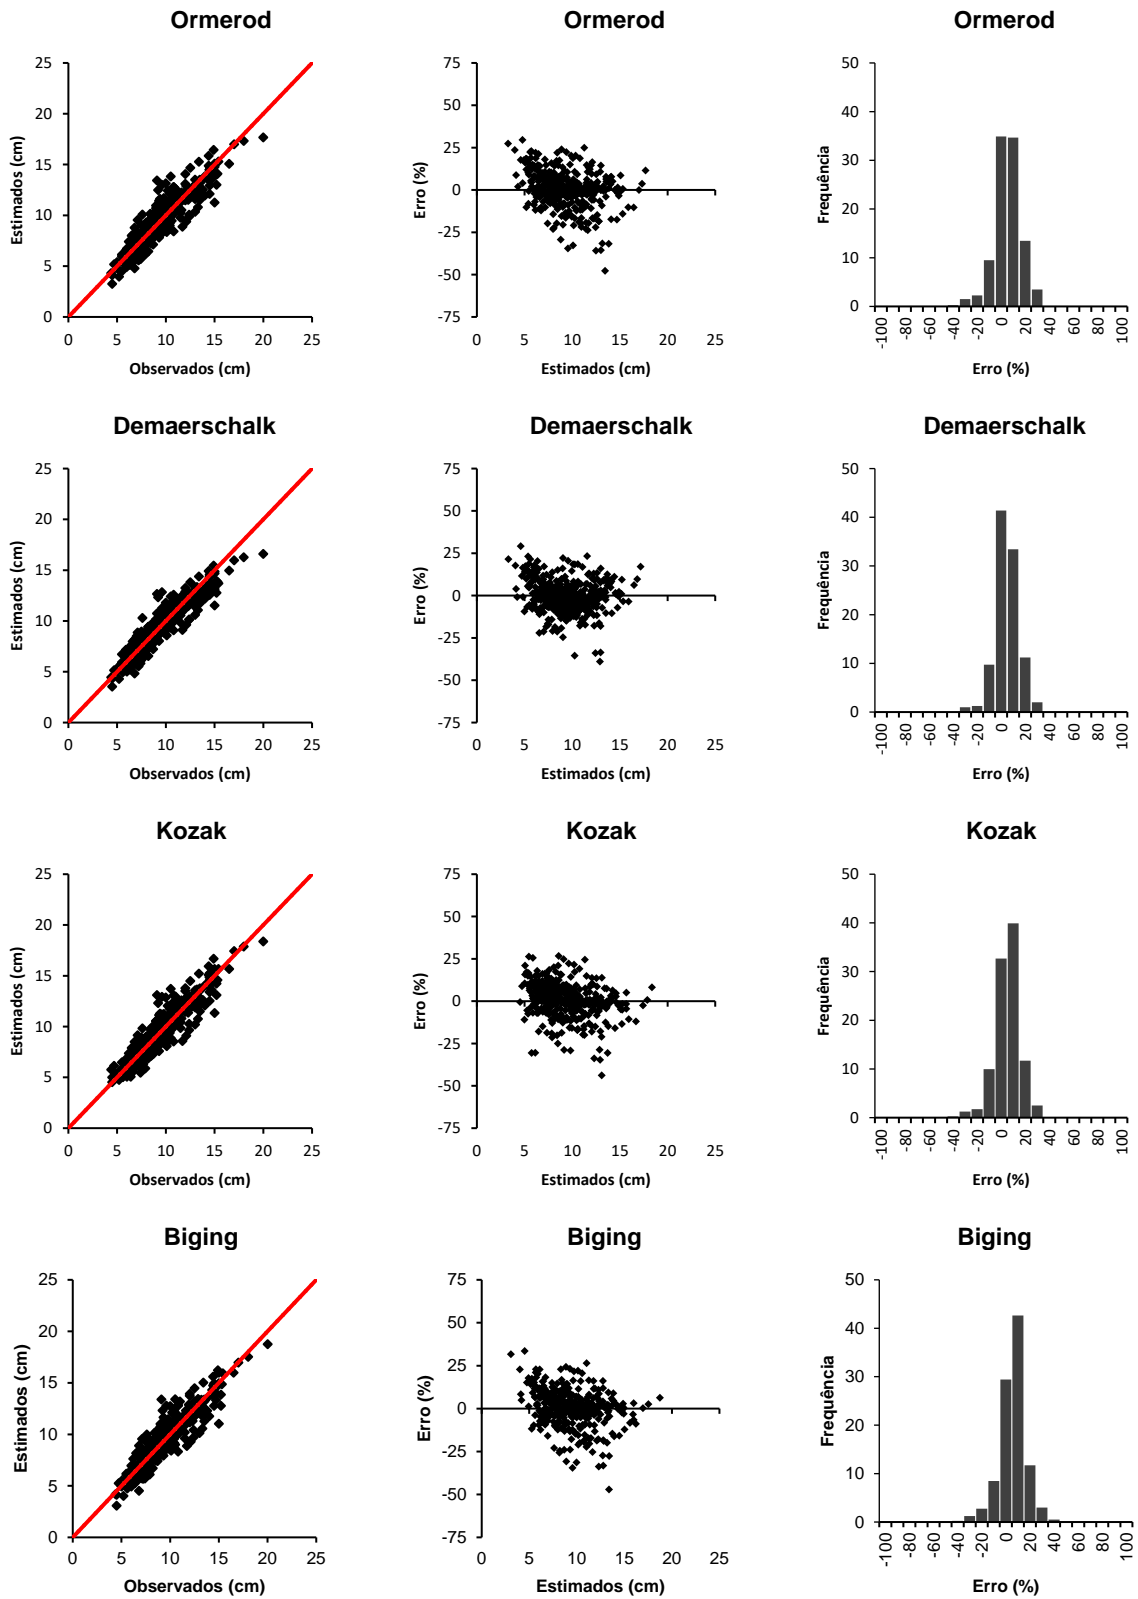 Ormerod Ormerod Ormerod
25
20
15
10
5
0
Estimados (cm)
0 5 10 15 20 25
Observados (cm)
75
50
25
0
-25
-50
-75
Erro (%)
0 5 10 15 20 25
Estimados (cm)
50
40
30
20
10
0
Frequência
-100 -80 -60 -40 -20 0 20 40 60 80 100
Erro (%)
Demaerschalk Demaerschalk Demaerschalk
25
20
15
10
5
0
Estimados (cm)
0 5 10 15 20 25
Observados (cm)
75
50
25
0
-25
-50
-75
Erro (%)
0 5 10 15 20 25
Estimados (cm)
50
40
30
20
10
0
Frequência
-100 -80 -60 -40 -20 0 20 40 60 80 100
Erro (%)
Kozak Kozak Kozak
25
20
15
10
5
0
Estimados (cm)
0 5 10 15 20 25
Observados (cm)
75
50
25
0
-25
-50
-75
Erro (%)
0 5 10 15 20 25
Estimados (cm)
50
40
30
20
10
0
Frequência
-100 -80 -60 -40 -20 0 20 40 60 80 100
Erro (%)
Biging Biging Biging
25
20
15
10
5
0
Estimados (cm)
0 5 10 15 20 25
Observados (cm)
75
50
25
0
-25
-50
-75
Erro (%)
0 5 10 15 20 25
Estimados (cm)
50
40
30
20
10
0
Frequência
-100 -80 -60 -40 -20 0 20 40 60 80 100
Erro (%)